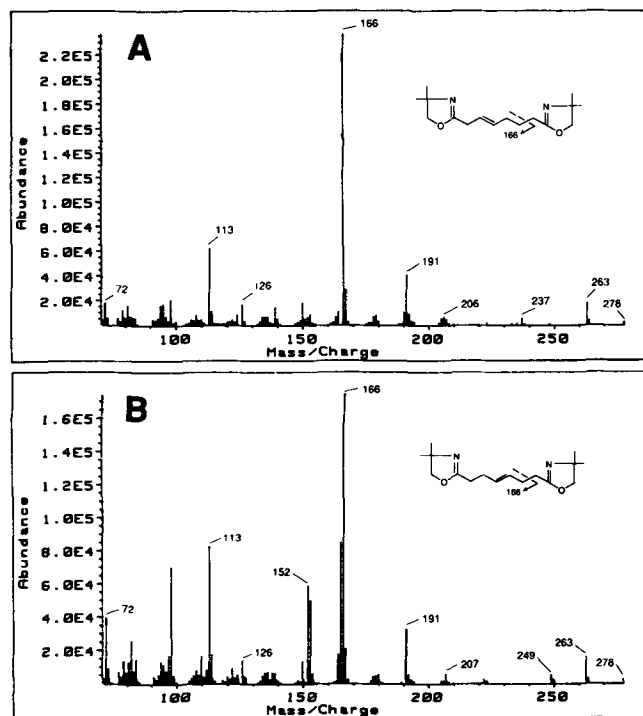 A
166
2.2E5
2.0E5
1.8E5
1.6E5
1.4E5
1.2E5
1.0E5
8.0E4
6.0E4
4.0E4
2.0E4
Abundance
N
O
N
O
166
113
72
126
191
206
237
263
278
100
150
200
250
Mass/Charge
B
166
1.6E5
1.4E5
1.2E5
1.0E5
8.0E4
6.0E4
4.0E4
2.0E4
Abundance
N
O
N
O
166
113
152
72
126
191
207
249
263
278
100
150
200
250
Mass/Charge